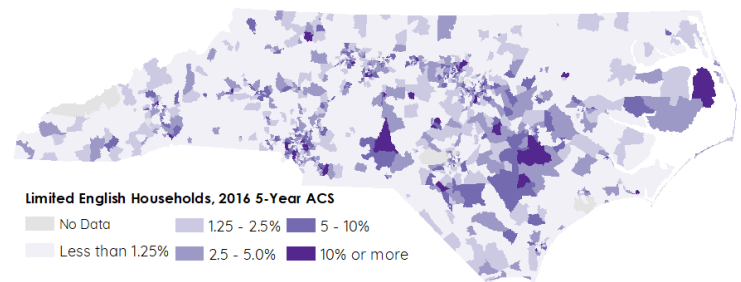 Limited English Households, 2016 5-Year ACS
No Data 1.25 - 2.5% 5 - 10%
Less than 1.25% 2.5 - 5.0% 10% or more